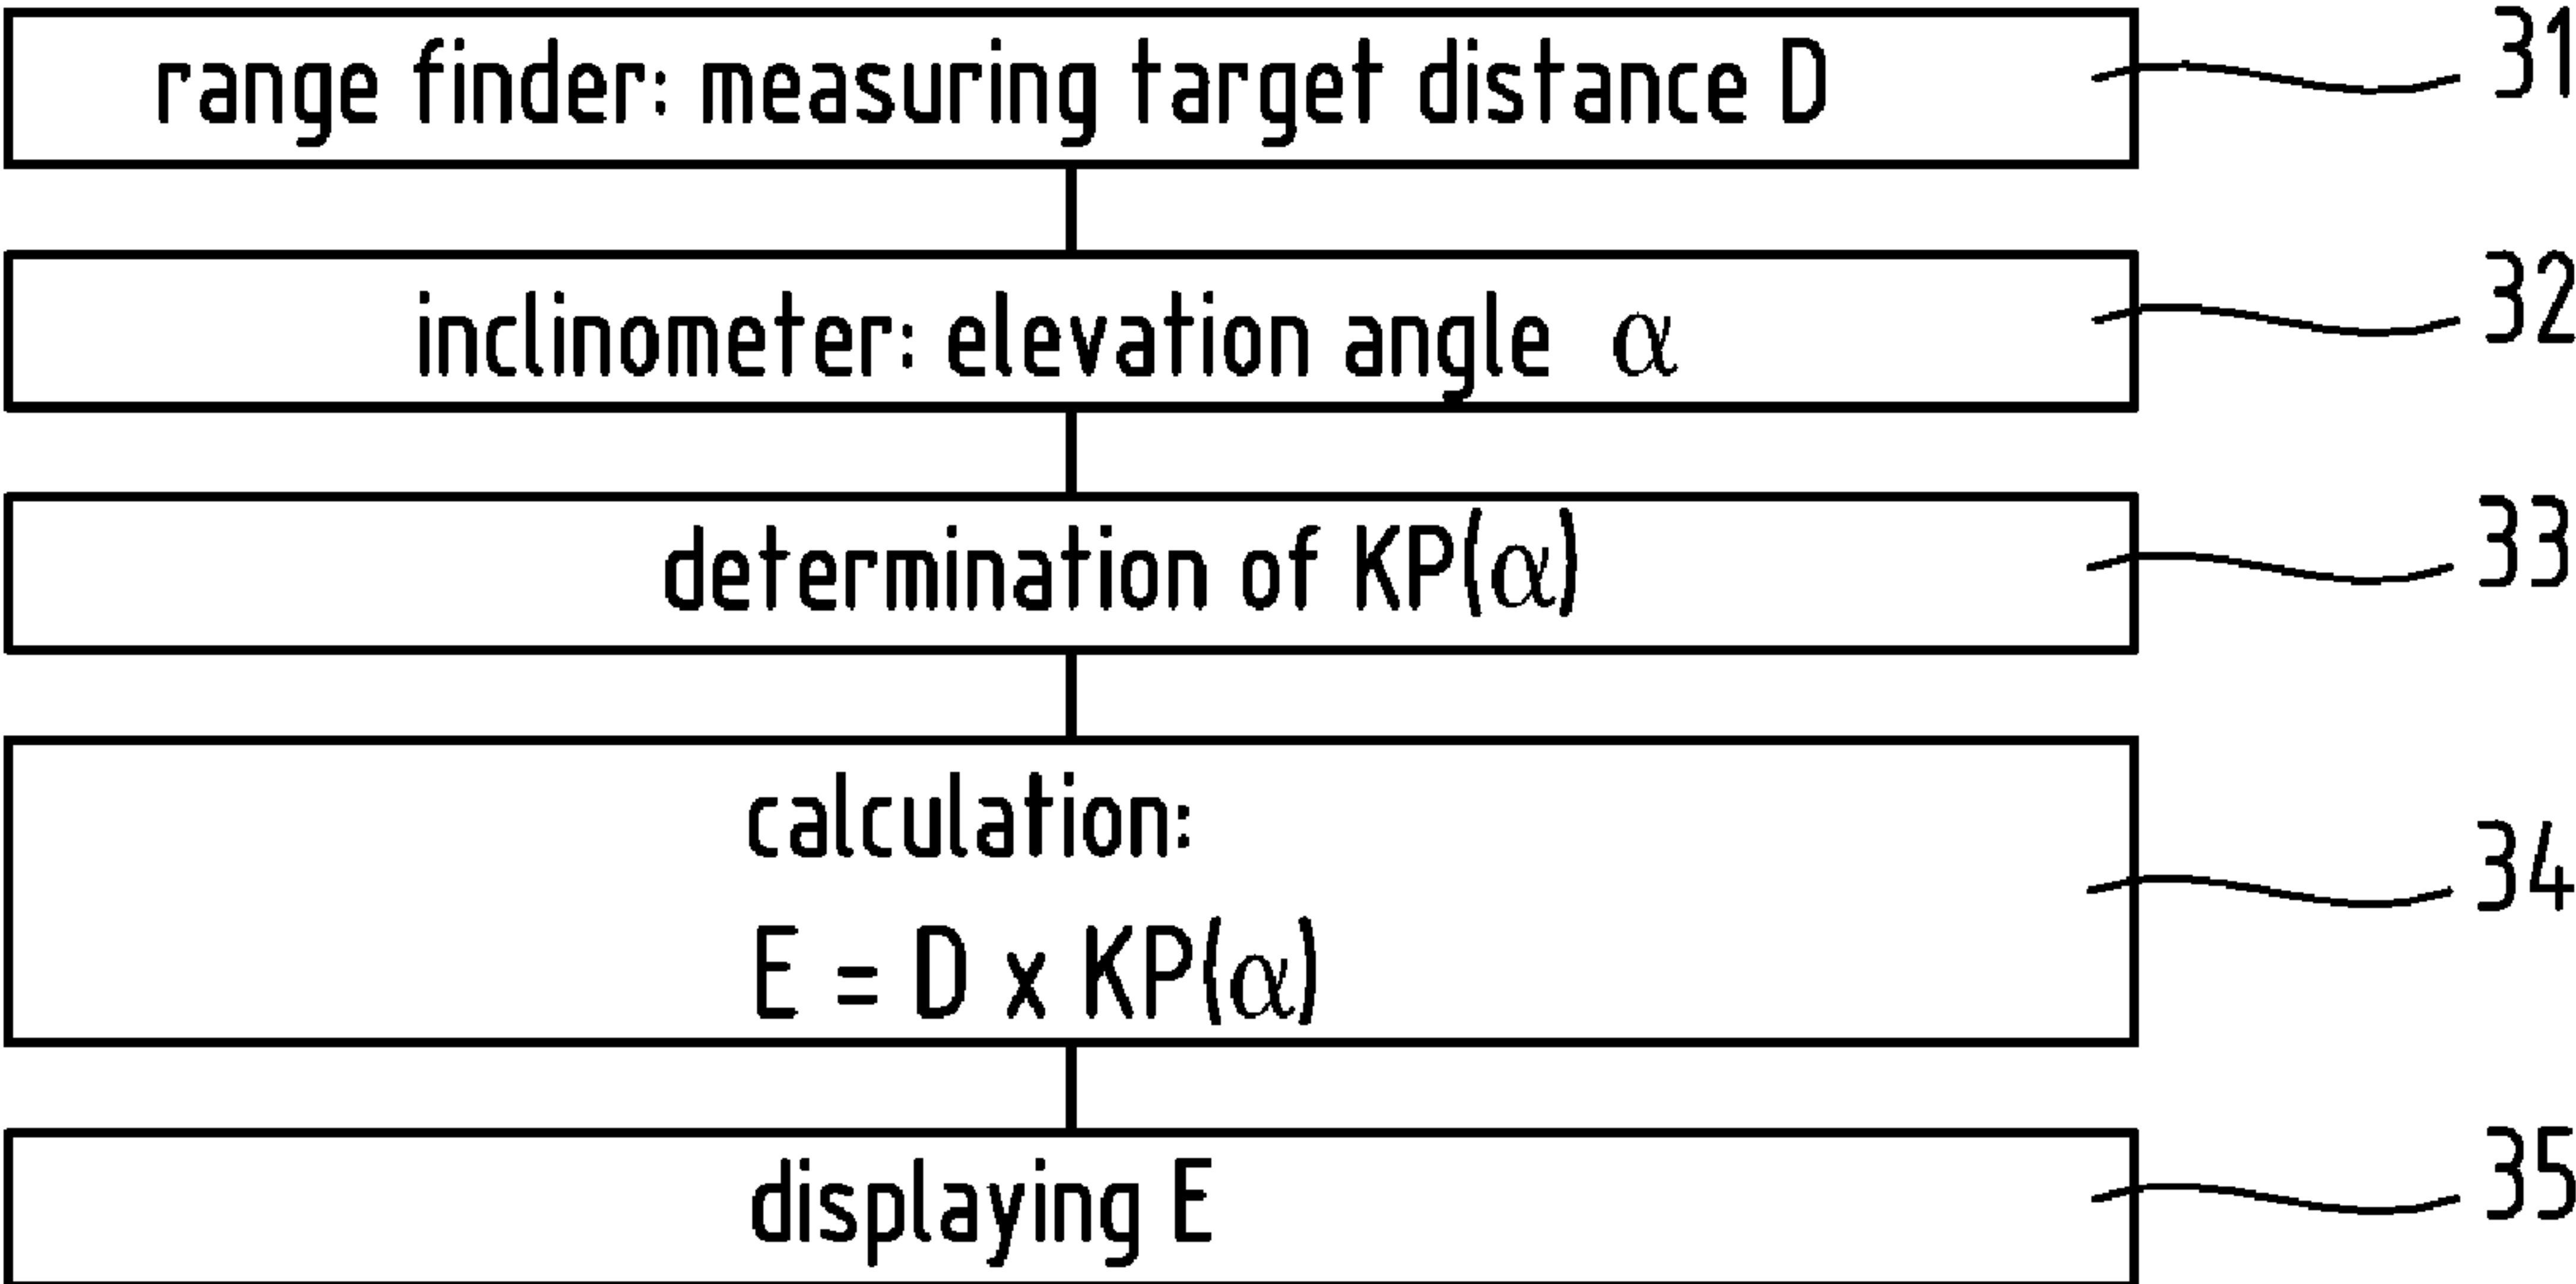 range finder: measuring target distance D 31
inclinometer: elevation angle α 32
determination of KP(α) 33
calculation:
E = D x KP(α)
34
displaying E 35